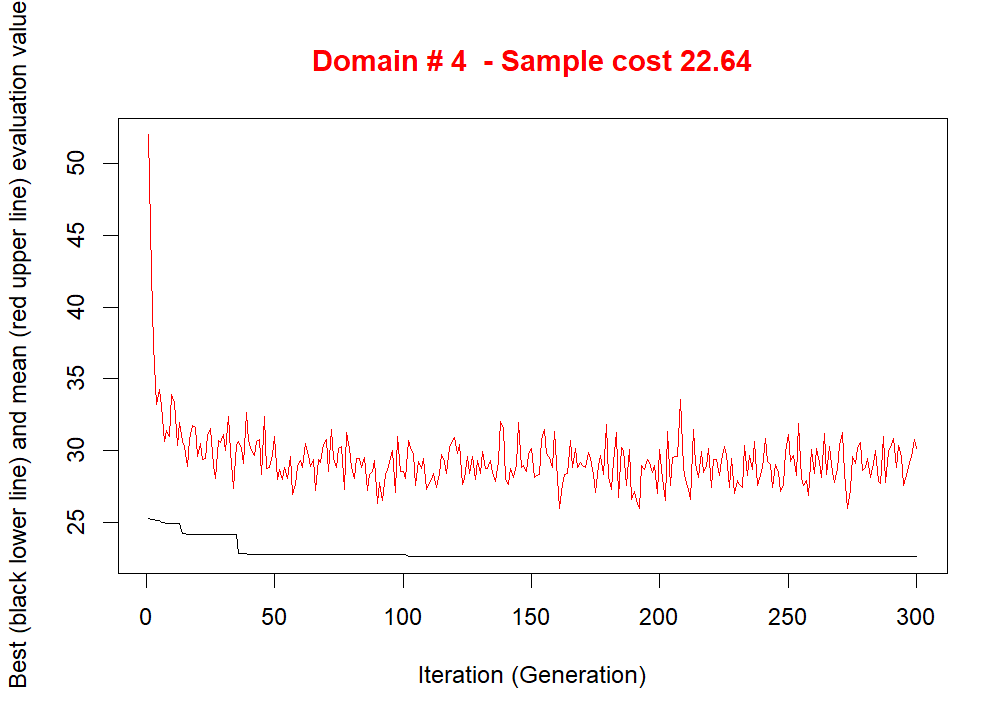 Domain # 4  - Sample cost 22.64
Best (black lower line) and mean (red upper line) evaluation value
50
45
40
35
30
25
0 50 100 150 200 250 300
Iteration (Generation)